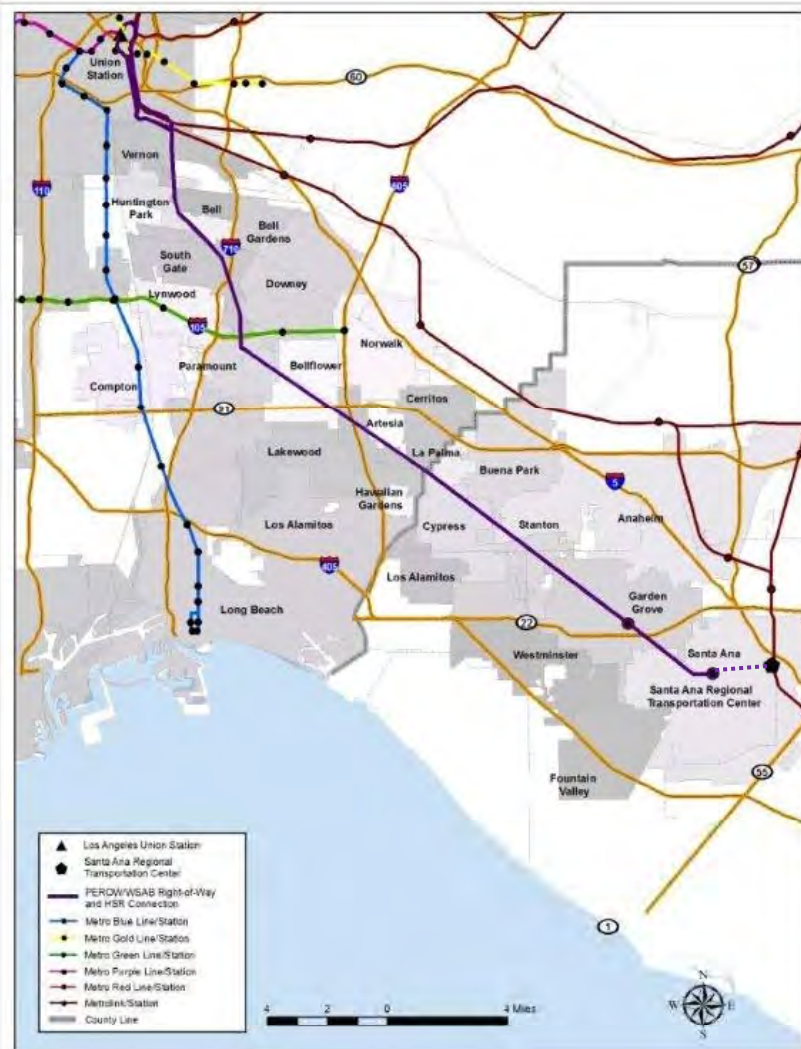 Union
Station
60
Vernon
110
Huntington
Park
Bell
605
Bell
Gardens
710
South
Gate
57
Downey
Lynwood
105
Norwalk
Paramount
Bellflower
Compton
Cerritos
91
Artesia
Lakewood
La Palma
Buena Park
5
Hawaiian
Gardens
Anaheim
Los Alamitos
Cypress
Stanton
405
Los Alamitos
Long Beach
Garden
Grove
22
Westminster
Santa Ana
Santa Ana Regional
Transportation Center
55
Fountain
Valley
Los Angeles Union Station
Santa Ana Regional
Transportation Center
PEROW/WSAB Right-of-Way
and HSR Connection
Metro Blue Line/Station
Metro Gold Line/Station
Metro Green Line/Station
Metro Purple Line/Station
Metro Red Line/Station
Metrolink/Station
County Line
1
4 2 0 4 Miles
N
W E
S